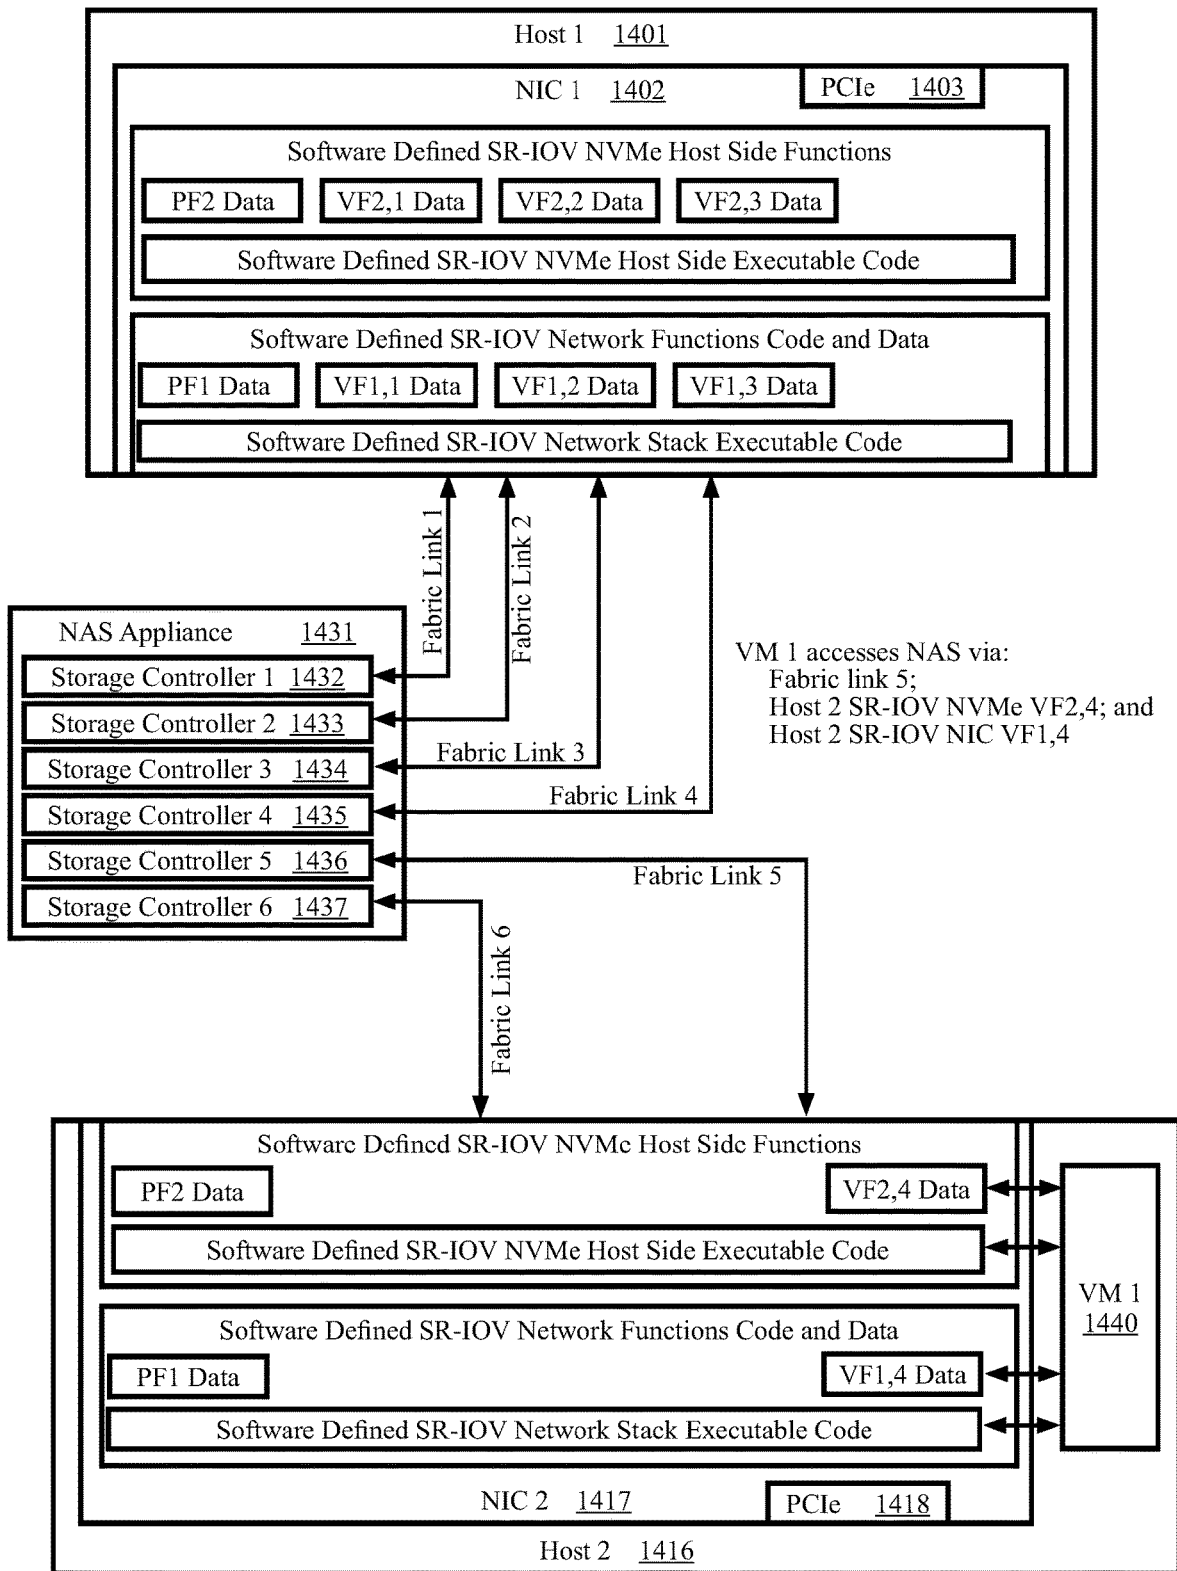 Host 1 1401
NIC 1 1402
PCIe 1403
Software Defined SR-IOV NVMe Host Side Functions
PF2 Data
VF2,1 Data
VF2,2 Data
VF2,3 Data
Software Defined SR-IOV NVMe Host Side Executable Code
Software Defined SR-IOV Network Functions Code and Data
PF1 Data
VF1,1 Data
VF1,2 Data
VF1,3 Data
Software Defined SR-IOV Network Stack Executable Code
Fabric Link 1
Fabric Link 2
NAS Appliance 1431
Storage Controller 1 1432
Storage Controller 2 1433
Storage Controller 3 1434
Storage Controller 4 1435
Storage Controller 5 1436
Storage Controller 6 1437
Fabric Link 3
Fabric Link 4
Fabric Link 5
Fabric Link 6
VM 1 accesses NAS via:
Fabric link 5;
Host 2 SR-IOV NVMe VF2,4; and
Host 2 SR-IOV NIC VF1,4
Software Defined SR-IOV NVMe Host Side Functions
PF2 Data
VF2,4 Data
Software Defined SR-IOV NVMe Host Side Executable Code
Software Defined SR-IOV Network Functions Code and Data
PF1 Data
VF1,4 Data
Software Defined SR-IOV Network Stack Executable Code
VM 1
1440
NIC 2 1417
PCIe 1418
Host 2 1416